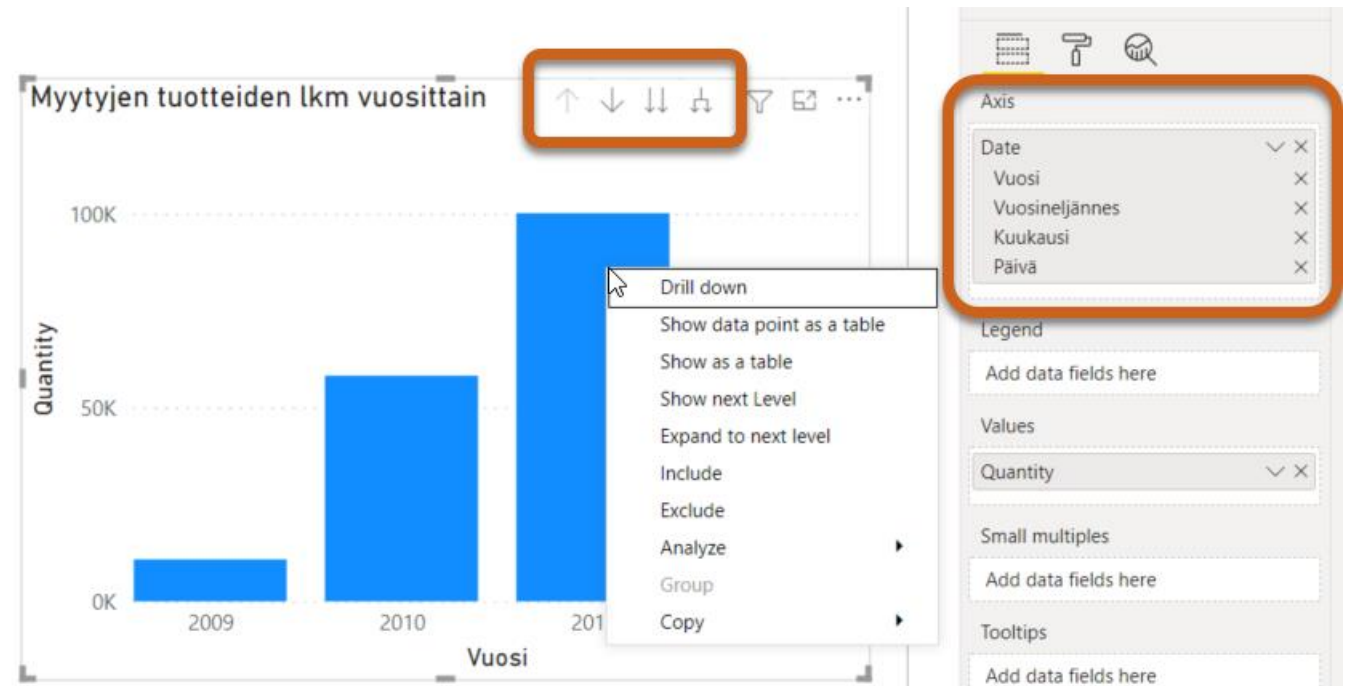 Myytyjen tuotteiden lkm vuosittain
100K
50K
0K
Quantity
2009
2010
201
Vuosi
Drill down
Show data point as a table
Show as a table
Show next Level
Expand to next level
Include
Exclude
Analyze
Group
Copy
Axis
Date
Vuosi
Vuosineljännes
Kuukausi
Päivä
Legend
Add data fields here
Values
Quantity
Small multiples
Add data fields here
Tooltips
Add data fields here